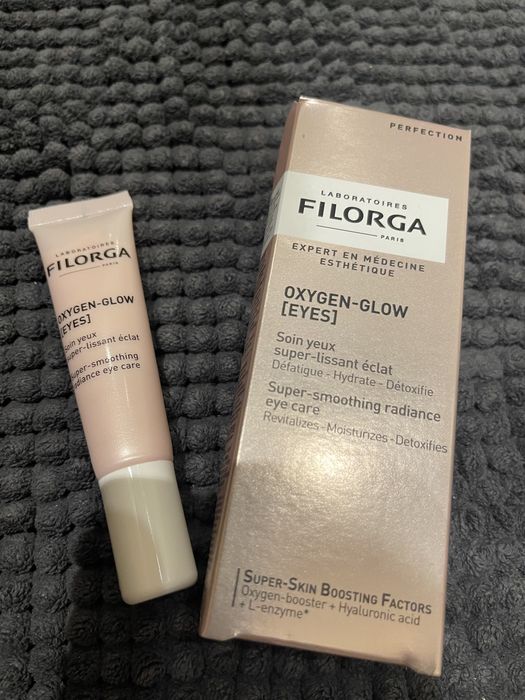 LABORATOIRES
FILORGA
PARIS
OXYGEN-GLOW
[EYES]
Soin yeux
super-lissant éclat
Super-smoothing
radiance eye care
PERFECTION
LABORATOIRES
FILORGA
PARIS
EXPERT EN MÉDECINE
ESTHÉTIQUE
OXYGEN-GLOW
[EYES]
Soin yeux
super-lissant éclat
Défatigue - Hydrate - Détoxifie
Super-smoothing radiance
eye care
Revitalizes - Moisturizes - Detoxifies
SUPER-SKIN BOOSTING FACTORS
Oxygen-booster + Hyaluronic acid
+ L-enzyme*